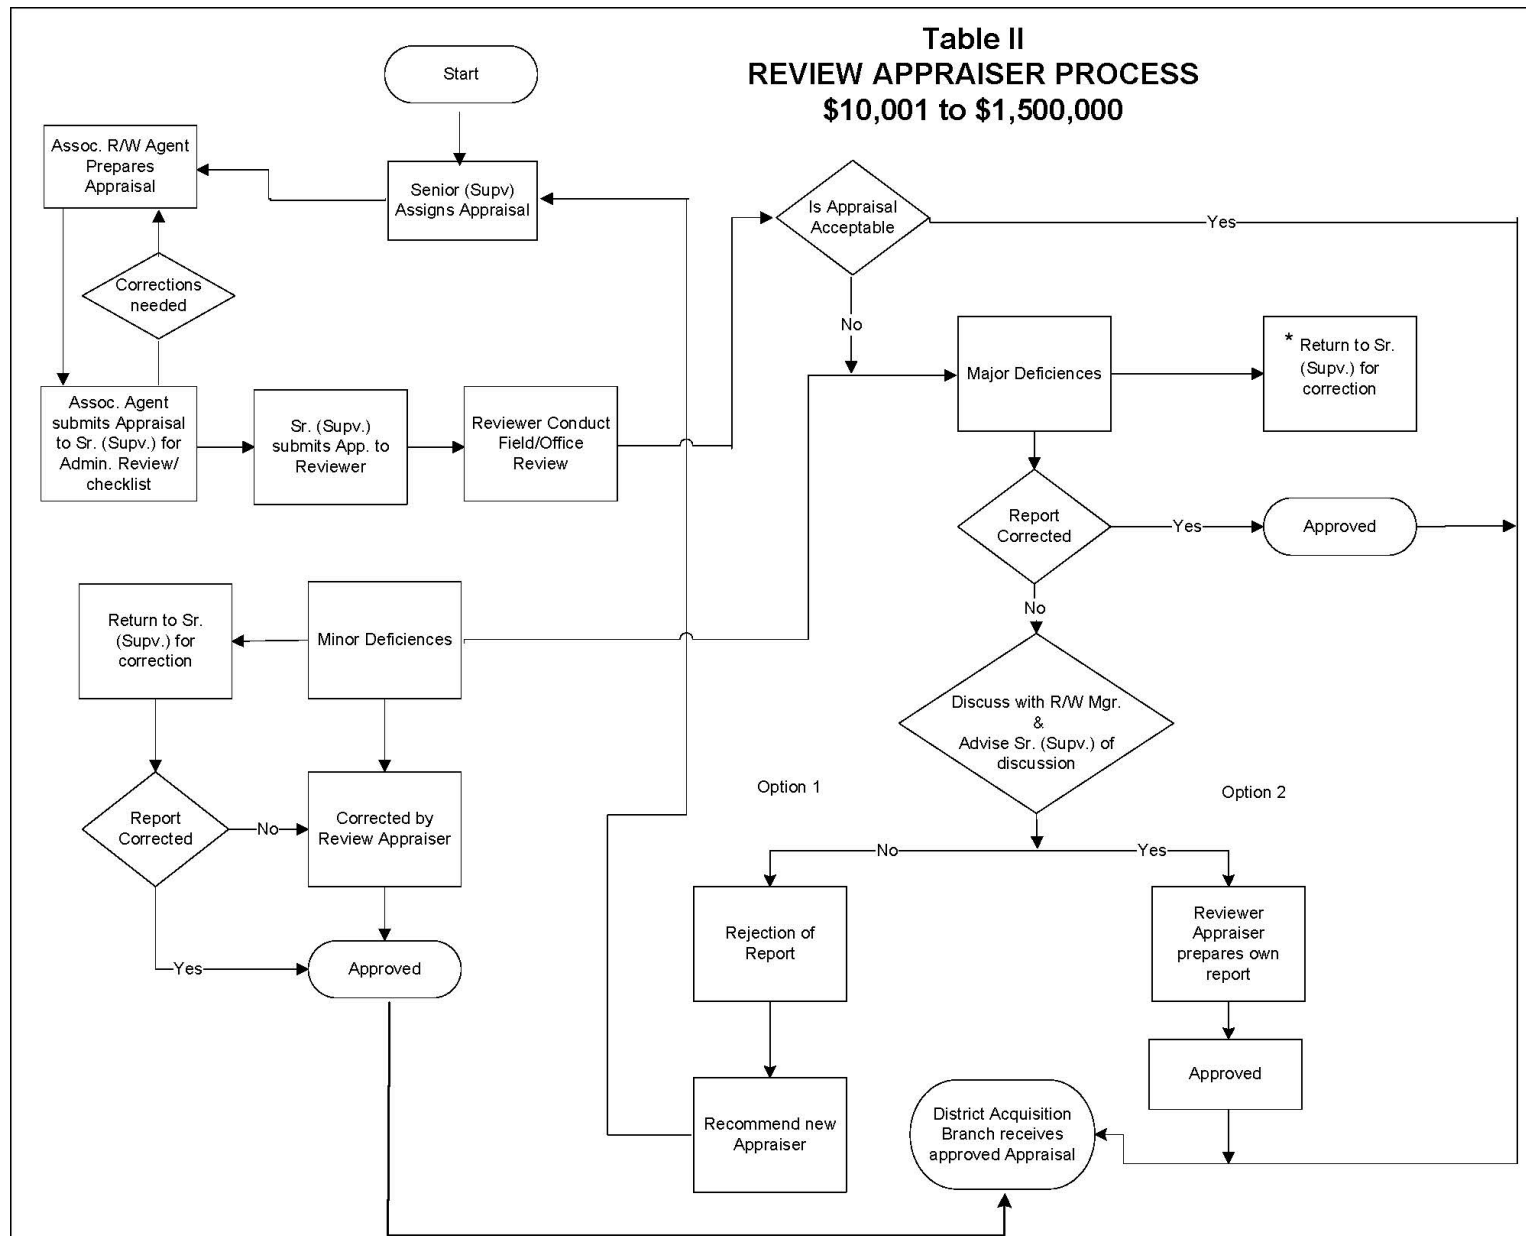 Table II
REVIEW APPRAISER PROCESS
$10,001 to $1,500,000
Start
Assoc. R/W Agent
Prepares
Appraisal
Senior (Supv)
Assigns Appraisal
Is Appraisal
Acceptable
Yes
Corrections
needed
No
Major Deficiences
* Return to Sr.
(Supv.) for
correction
Assoc. Agent
submits Appraisal
to Sr. (Supv.) for
Admin. Review/
checklist
Sr. (Supv.)
submits App. to
Reviewer
Reviewer Conduct
Field/Office
Review
Report
Corrected
Yes
Approved
No
Return to Sr.
(Supv.) for
correction
Minor Deficiences
Discuss with R/W Mgr.
&
Advise Sr. (Supv.) of
discussion
Option 1
Option 2
Report
Corrected
No
Corrected by
Review Appraiser
No
Yes
Rejection of
Report
Reviewer
Appraiser
prepares own
report
Yes
Approved
Approved
Recommend new
Appraiser
District Acquisition
Branch receives
approved Appraisal